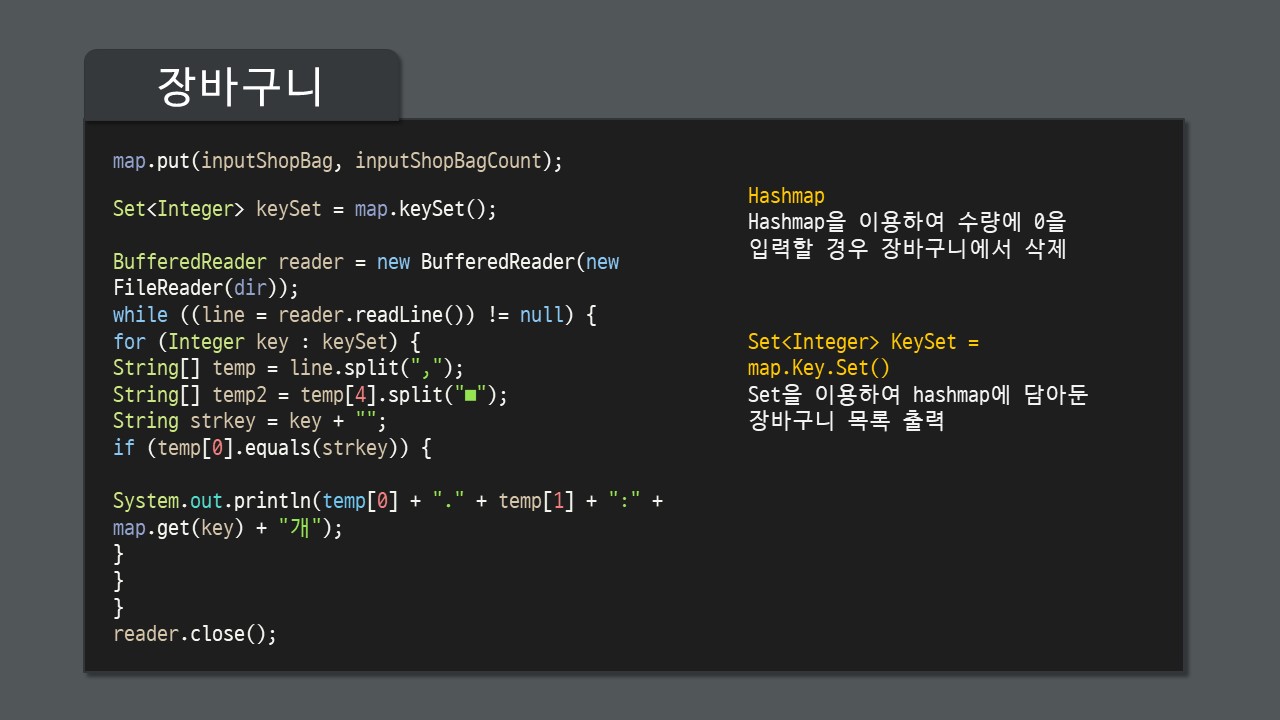 장바구니
map.put(inputShopBag, inputShopBagCount);
Set<Integer> keySet = map.keySet();
BufferedReader reader = new BufferedReader(new
FileReader(dir));
while ((line = reader.readLine()) != null) {
for (Integer key : keySet) {
String[] temp = line.split(",");
String[] temp2 = temp[4].split("■");
String strkey = key + "";
if (temp[0].equals(strkey)) {
System.out.println(temp[0] + "." + temp[1] + ":" +
map.get(key) + "개");
}
}
}
reader.close();
Hashmap
Hashmap을 이용하여 수량에 0을
입력할 경우 장바구니에서 삭제
Set<Integer> KeySet =
map.Key.Set()
Set을 이용하여 hashmap에 담아둔
장바구니 목록 출력